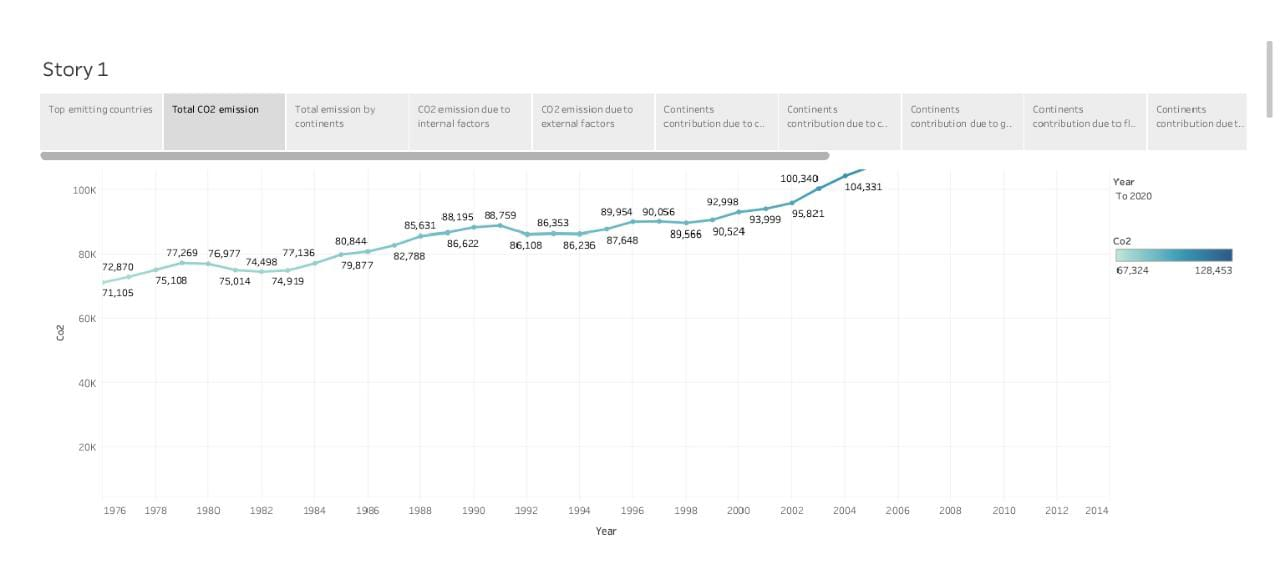 Story 1
Top emitting countries
Total CO2 emission
Total emission by
continents
CO2 emission due to
internal factors
CO2 emission due to
external factors
Continents
contribution due to c..
Continents
contribution due to c..
Continents
contribution due to g..
Continents
contribution due to fl..
Continents
contribution due t..
100K
80K
60K
40K
20K
Co2
71,105
72,870
75,108
77,269
76,977
75,014
74,498
74,919
77,136
79,877
80,844
82,788
85,631
86,622
88,195
88,759
86,108
86,353
86,236
87,648
89,954
90,056
89,566
90,524
92,998
93,999
95,821
100,340
104,331
1976 1978 1980 1982 1984 1986 1988 1990 1992 1994 1996 1998 2000 2002 2004 2006 2008 2010 2012 2014
Year
Year
To 2020
Co2
67,324 128,453